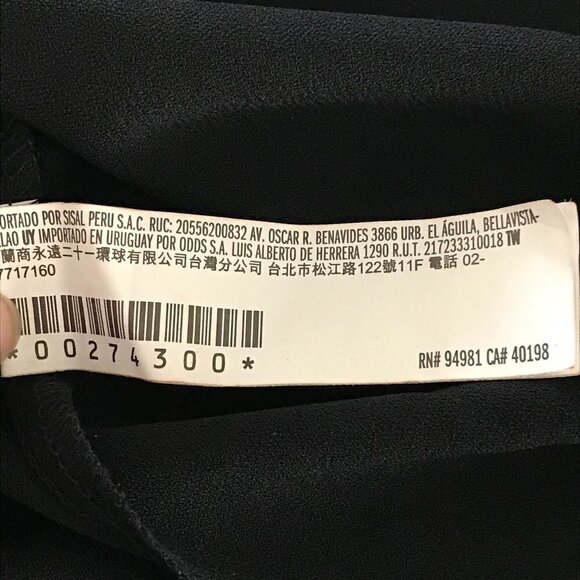 ORTADO POR SISAL PERU S.A.C. RUC: 20556200832 AV. OSCAR R. BENAVIDES 3866 URB. EL ÁGUILA, BELLAVISTA-
LLAO UY IMPORTADO EN URUGUAY POR ODDS S.A. LUIS ALBERTO DE HERRERA 1290 R.U.T. 217233310018 TW
蘭商永遠二十一環球有限公司台灣分公司 台北市松江路122號11F 電話 02-
7717160
*00274300*
RN# 94981 CA# 40198